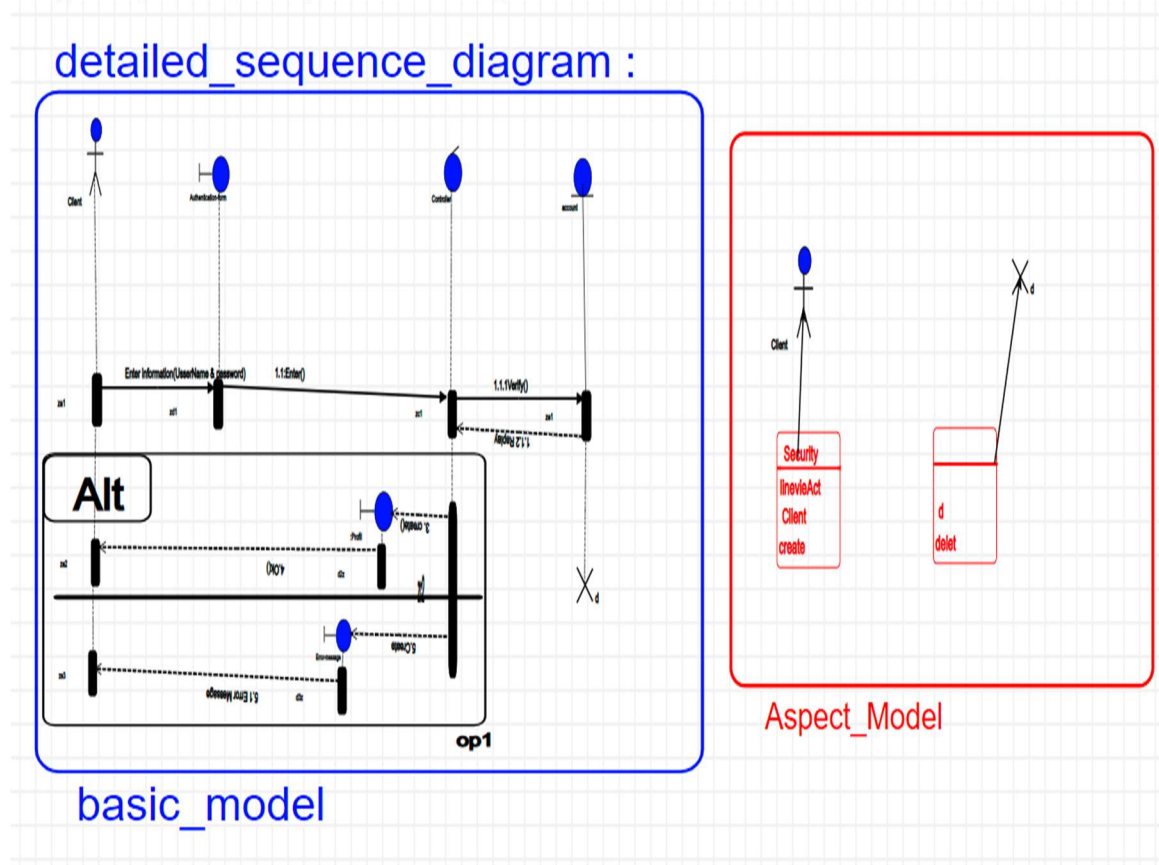 detailed_sequence_diagram :
Client
Authentication-form
Controller
account
Enter Information(UsserName & password)
1.1:Enter()
1.1.1Verify()
1.1.2 Replay
Alt
3. create()
:Profil
4.Ok()
d
5.Create
5.1 Error Message
op1
basic_model
Client
d
Security
linevieAct
Client
create
d
delet
Aspect_Model